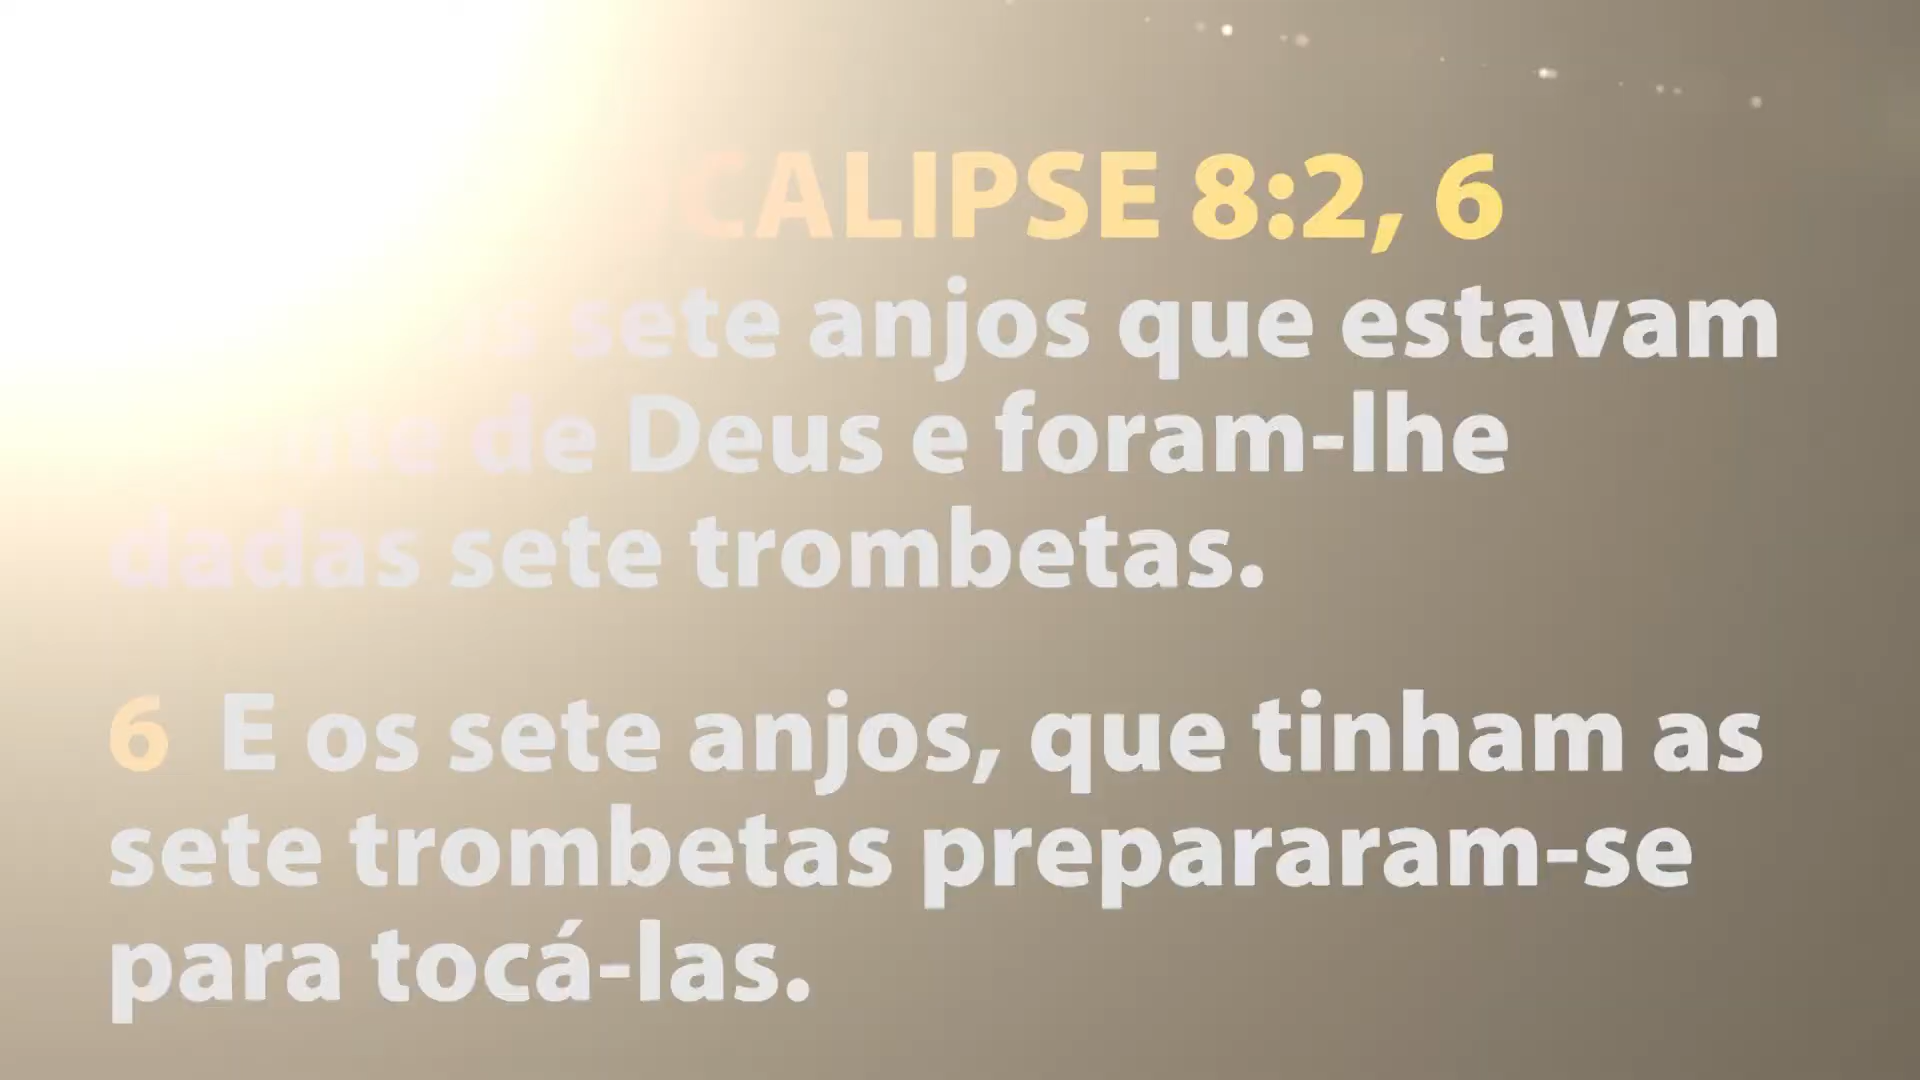 CALIPSE 8:2, 6
os sete anjos que estavam
de Deus e foram-lhe
dadas sete trombetas.
6 E os sete anjos, que tinham as
sete trombetas prepararam-se
para tocá-las.